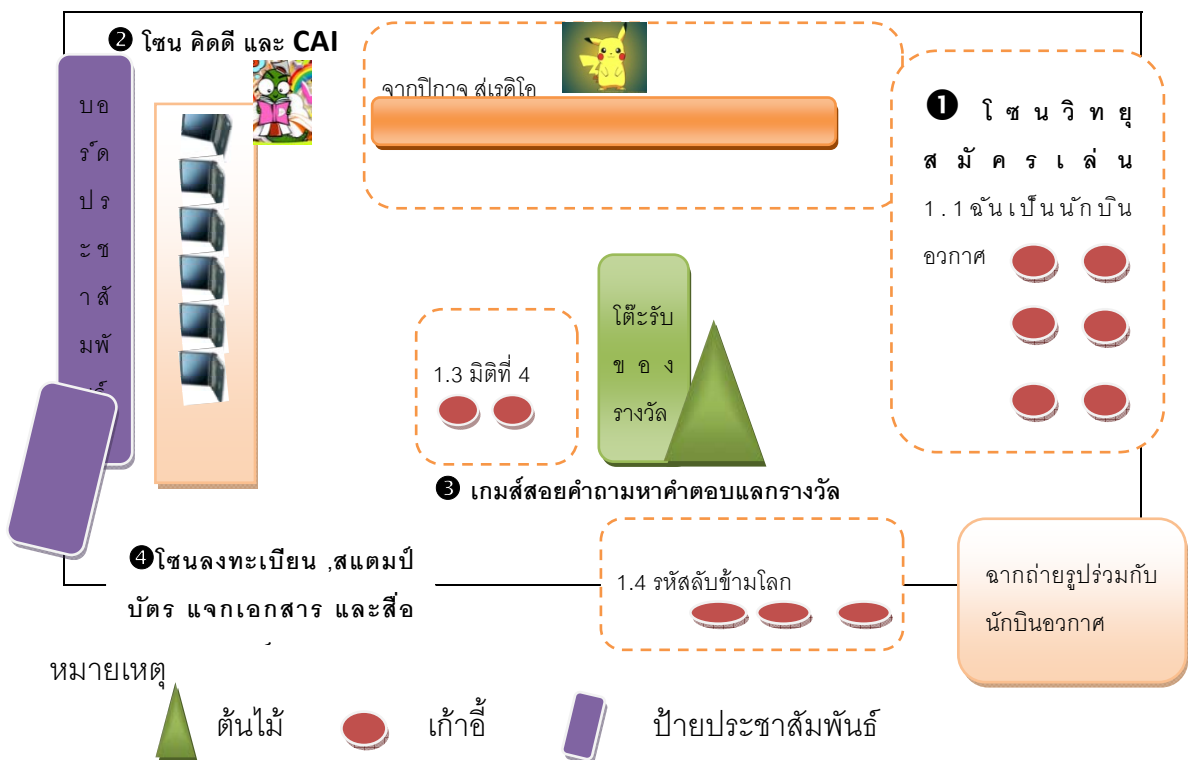 ❷ โซน คิดดี และ CAI
จากปิกาจู สู่เรดิโอ
❶ โซนวิทยุ
สมัครเล่น
1.1ฉันเป็นนักบิน
อวกาศ
บอ
ร์ด
ปร
ะช
าสั
มพั
โต๊ะรับ
ของ
รางวัล
1.3 มิติที่ 4
❸ เกมส์สอยคำถามหาคำตอบแลกรางวัล
❹โซนลงทะเบียน ,สแตมป์
บัตร แจกเอกสาร และสื่อ
1.4 รหัสลับข้ามโลก
ฉากถ่ายรูปร่วมกับ
นักบินอวกาศ
หมายเหตุ
ต้นไม้
เก้าอี้
ป้ายประชาสัมพันธ์